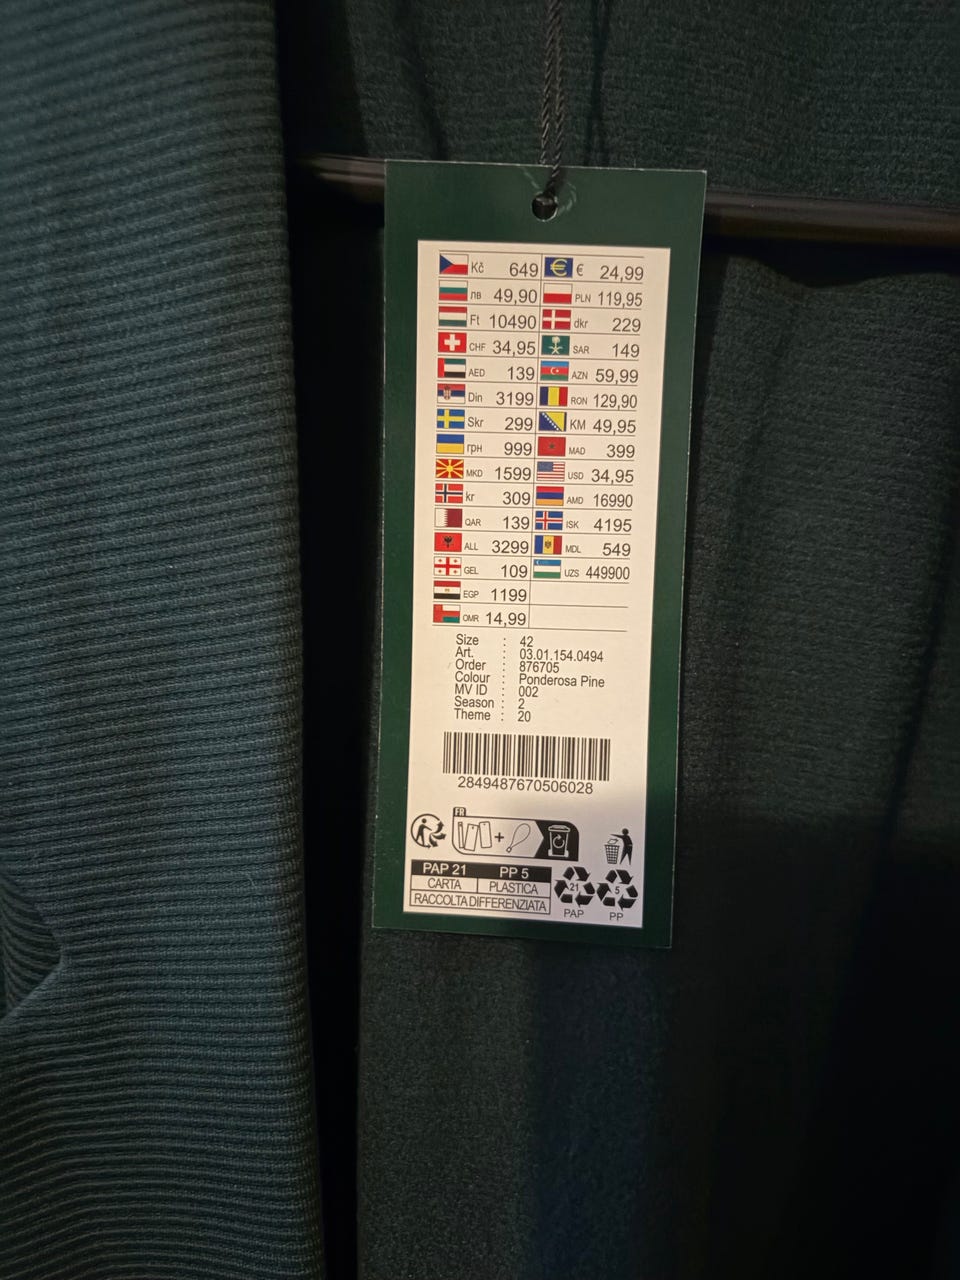 Kč 649 € 24,99
лв 49,90 PLN 119,95
Ft 10490 dkr 229
CHF 34,95 SAR 149
AED 139 AZN 59,99
Din 3199 RON 129,90
Skr 299 KM 49,95
грн 999 MAD 399
MKD 1599 USD 34,95
kr 309 AMD 16990
QAR 139 ISK 4195
ALL 3299 MDL 549
GEL 109 UZS 449900
EGP 1199
OMR 14,99
Size : 42
Art. : 03.01.154.0494
Order : 876705
Colour : Ponderosa Pine
MV ID : 002
Season : 2
Theme : 20
2849487670506028
FR
+
PAP 21 PP 5
CARTA PLASTICA
RACCOLTA DIFFERENZIATA
21 5
PAP PP